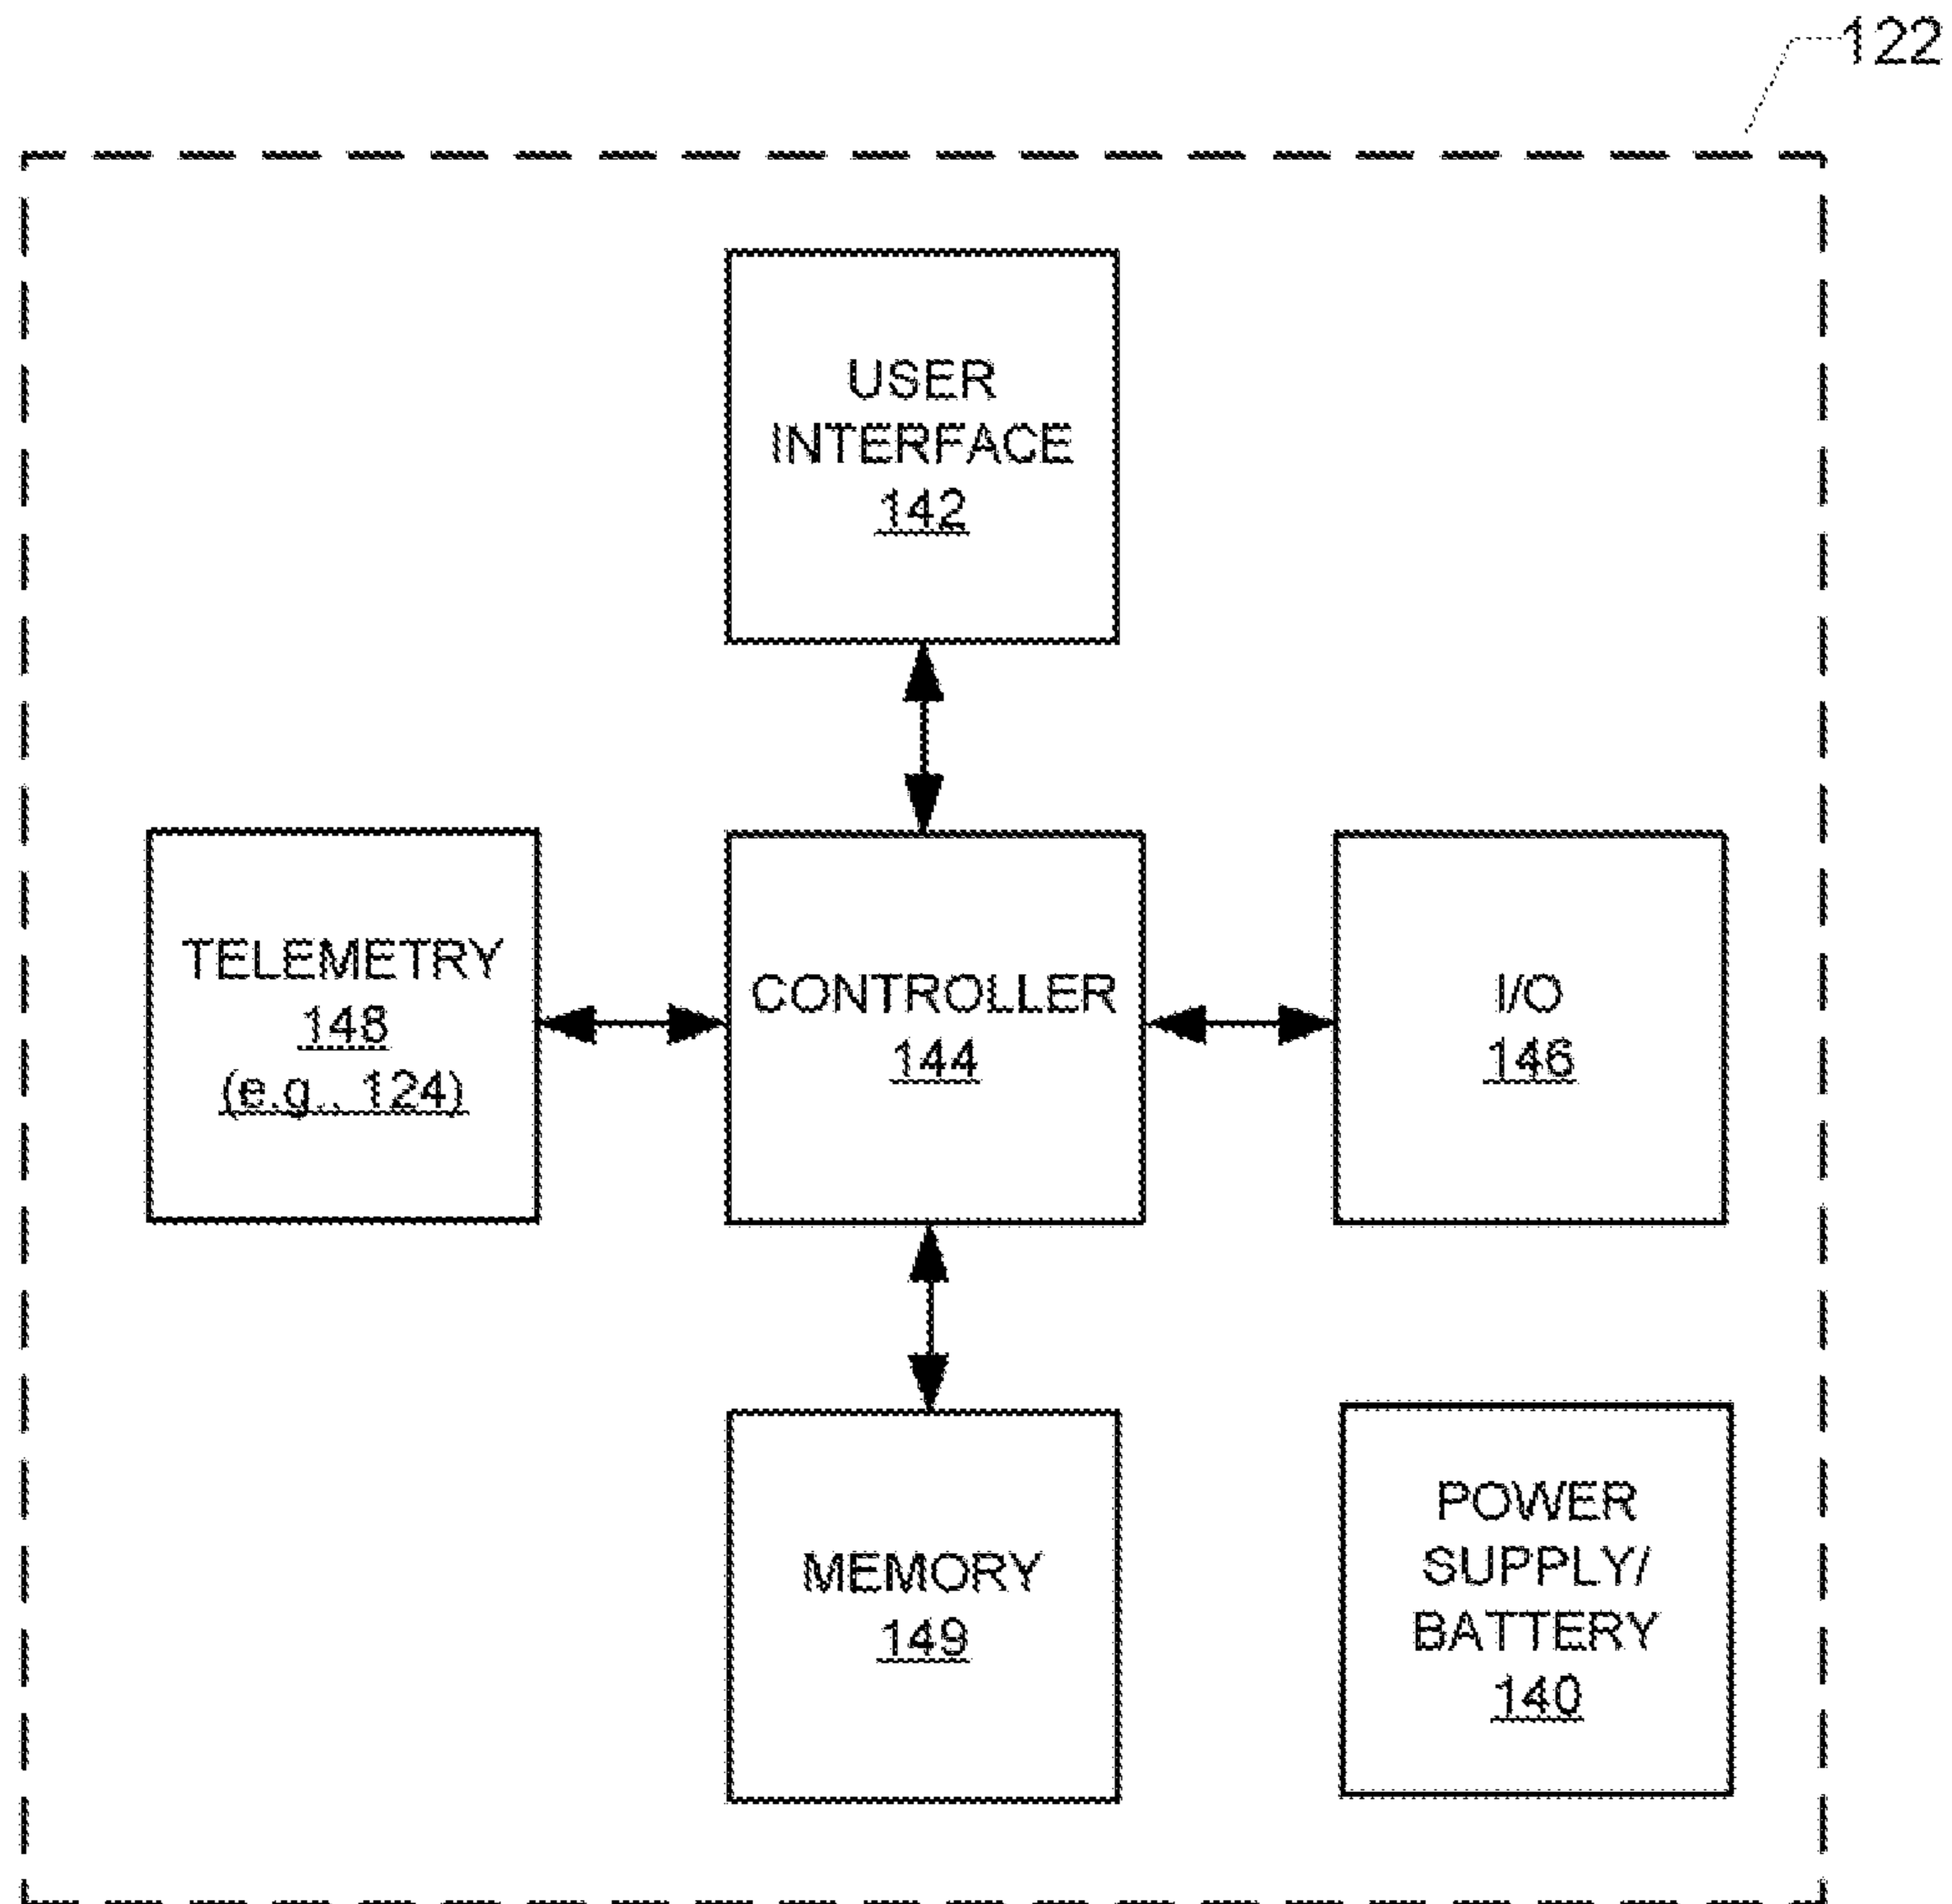 122
USER
INTERFACE
142
TELEMETRY
148
(e.g., 124)
CONTROLLER
144
I/O
146
MEMORY
149
POWER
SUPPLY/
BATTERY
140